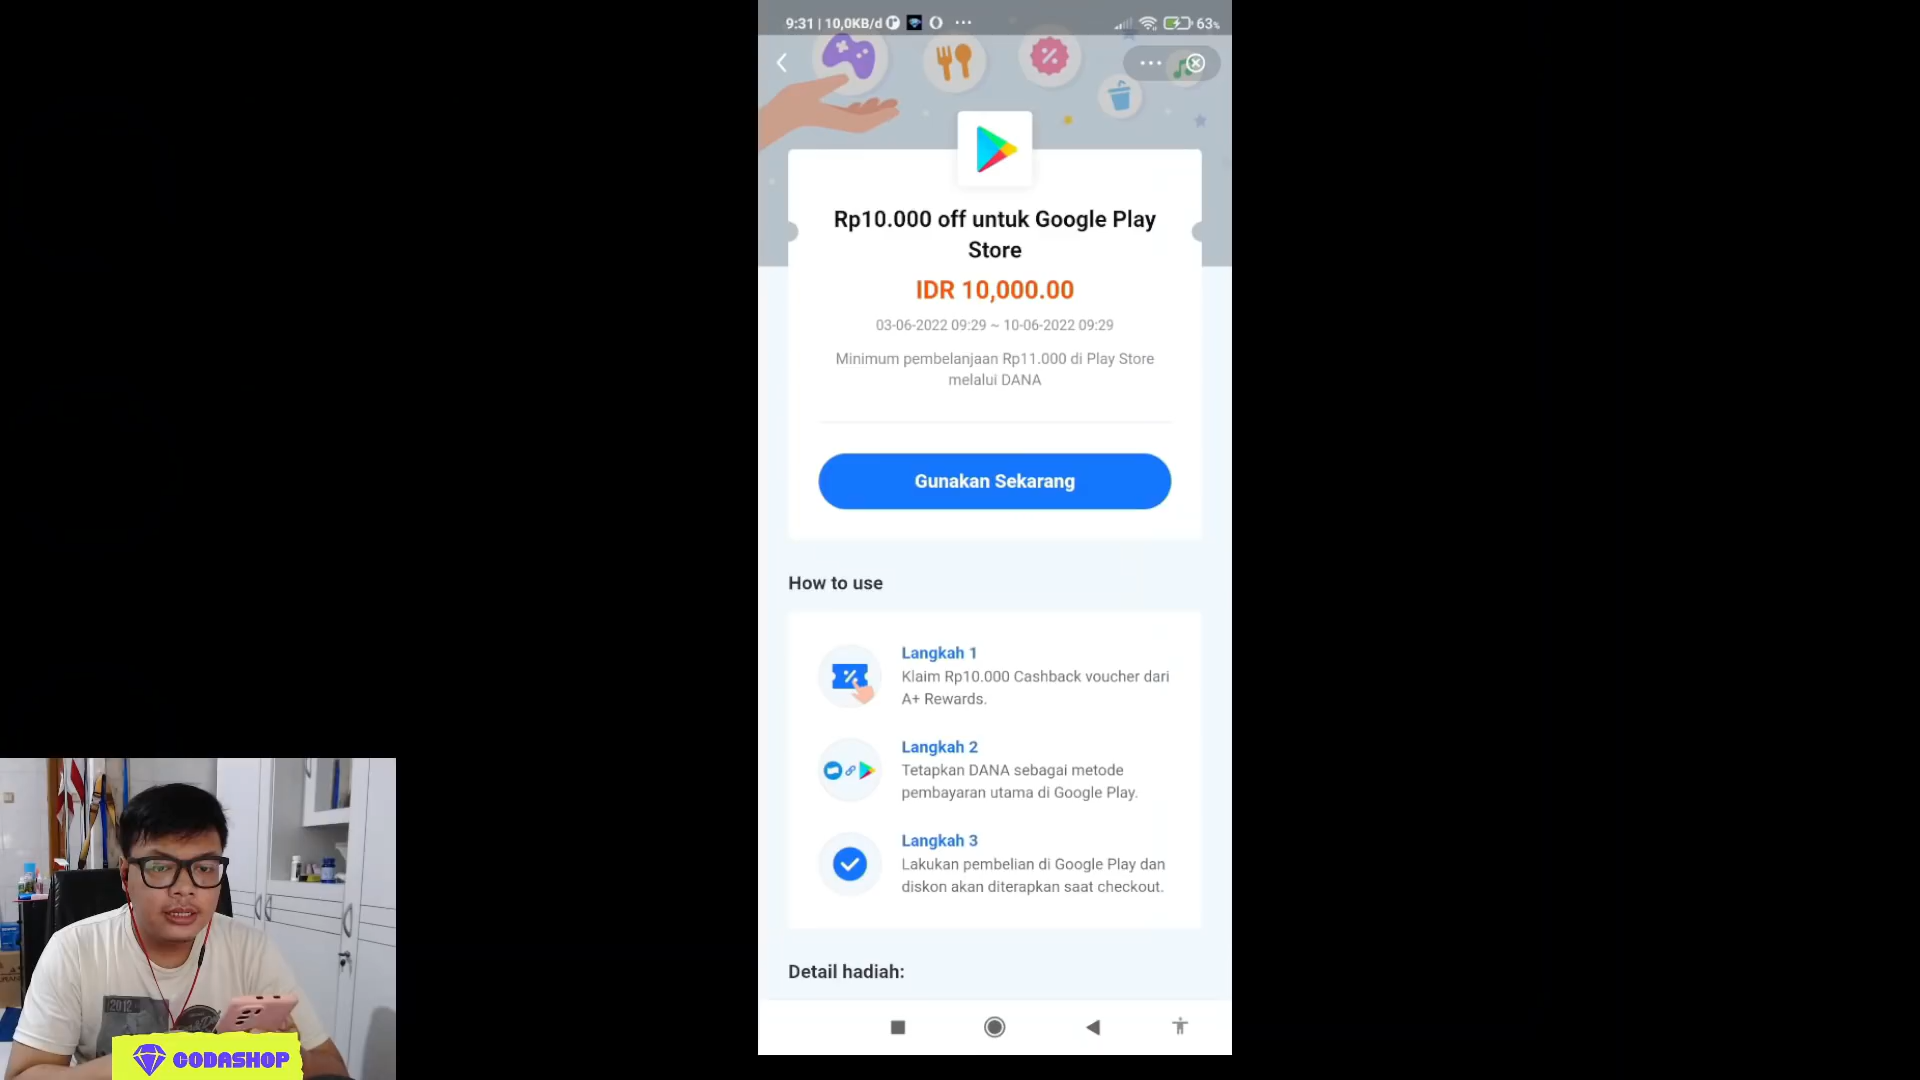 9:31 | 10,0KB/d
63%
Rp10.000 off untuk Google Play
Store
IDR 10,000.00
03-06-2022 09:29 ~ 10-06-2022 09:29
Minimum pembelanjaan Rp11.000 di Play Store
melalui DANA
Gunakan Sekarang
How to use
Langkah 1
Klaim Rp10.000 Cashback voucher dari
A+ Rewards.
Langkah 2
Tetapkan DANA sebagai metode
pembayaran utama di Google Play.
Langkah 3
Lakukan pembelian di Google Play dan
diskon akan diterapkan saat checkout.
Detail hadiah:
2012
CODASHOP